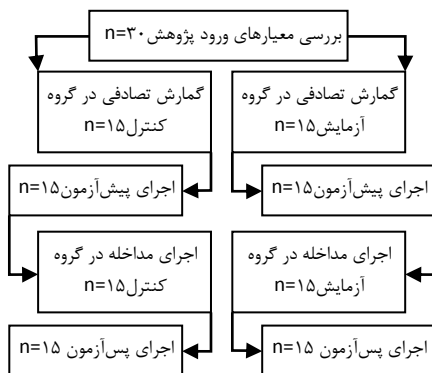 بررسی معیارهای ورود پژوهش n=۳۰
گمارش تصادفی در گروه
آزمایش n=۱۵
گمارش تصادفی در گروه
کنترل n=۱۵
اجرای پیش‌آزمون n=۱۵
اجرای پیش‌آزمون n=۱۵
اجرای مداخله در گروه
آزمایش n=۱۵
اجرای مداخله در گروه
کنترل n=۱۵
اجرای پس‌آزمون n=۱۵
اجرای پس‌آزمون n=۱۵